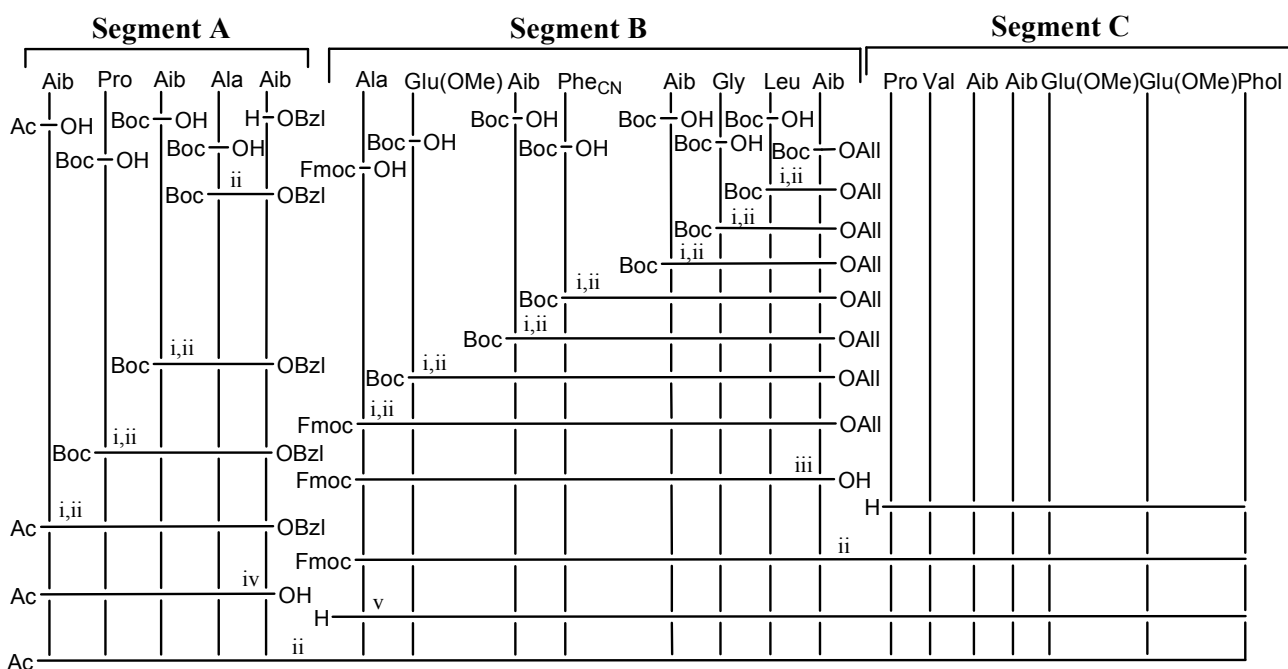 Segment A Segment B Segment C
Aib Pro Aib Ala Aib Ala Glu(OMe) Aib Phe_CN Aib Gly Leu Aib Pro Val Aib Aib Glu(OMe) Glu(OMe) Phol
Ac OH Boc OH H OBzl Boc OH Boc OH Boc OH
Boc OH Boc OH Boc OH Boc OH Boc OH Boc OAll
Fmoc OH
ii i,ii
Boc OBzl Boc OAll
i,ii
Boc OAll
i,ii
Boc OAll
i,ii
Boc OAll
i,ii
Boc OAll
i,ii i,ii
Boc OBzl Boc OAll
i,ii
Fmoc OAll
i,ii
Boc OBzl
iii
Fmoc OH
H
i,ii
Ac OBzl
ii
Fmoc
iv
Ac OH
v
H
ii
Ac